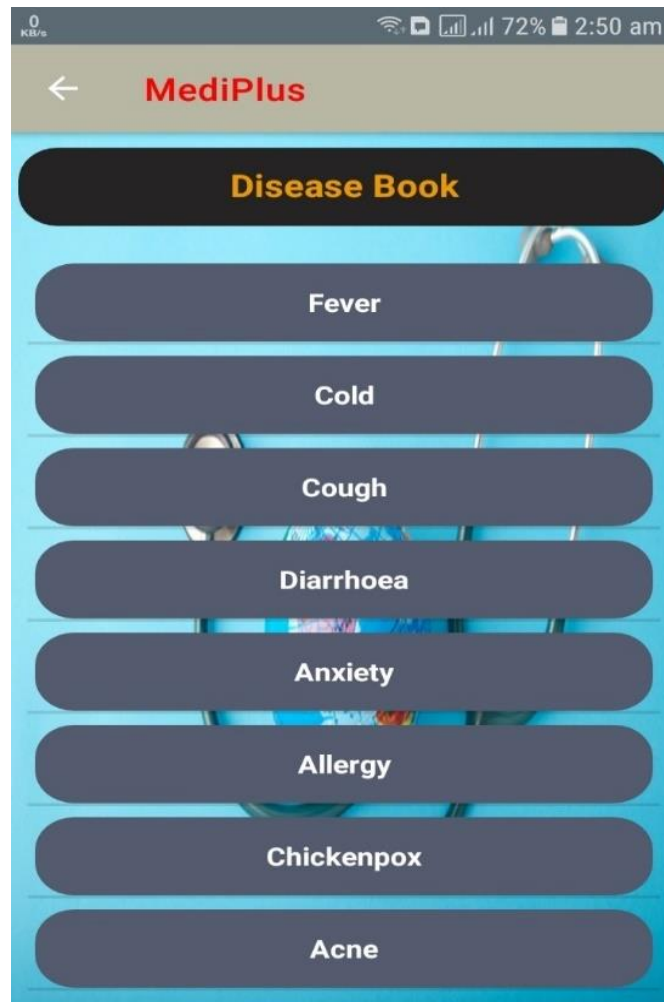 0
KB/s
72% 2:50 am
MediPlus
Disease Book
Fever
Cold
Cough
Diarrhoea
Anxiety
Allergy
Chickenpox
Acne